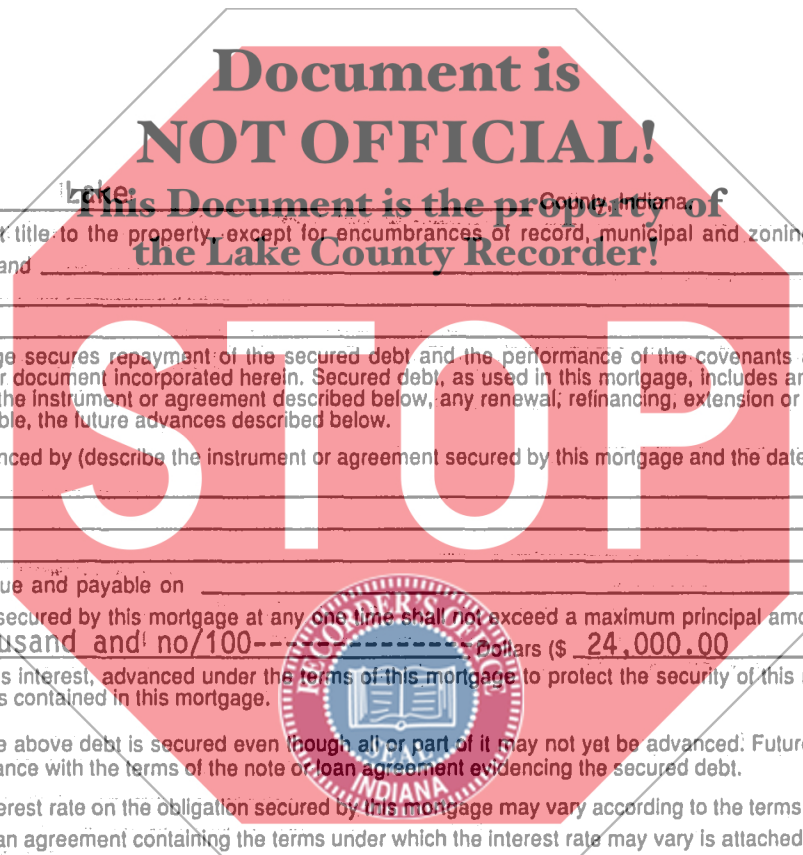 Document is
NOT OFFICIAL!
Lake County, Indiana,
This Document is the property of
t title to the property, except for encumbrances of record, municipal and zoning
the Lake County Recorder!
and
ge secures repayment of the secured debt and the performance of the covenants
r document incorporated herein. Secured debt, as used in this mortgage, includes an
the instrument or agreement described below, any renewal, refinancing, extension or
ble, the future advances described below.
nced by (describe the instrument or agreement secured by this mortgage and the date
STOP
ue and payable on
secured by this mortgage at any one time shall not exceed a maximum principal amo
usand and no/100---------------- Dollars ($ 24,000.00
s interest, advanced under the terms of this mortgage to protect the security of this
s contained in this mortgage.
RECORDER'S OFFICE
SEAL
INDIANA
e above debt is secured even though all or part of it may not yet be advanced. Future
ance with the terms of the note or loan agreement evidencing the secured debt.
erest rate on the obligation secured by this mortgage may vary according to the terms
an agreement containing the terms under which the interest rate may vary is attached